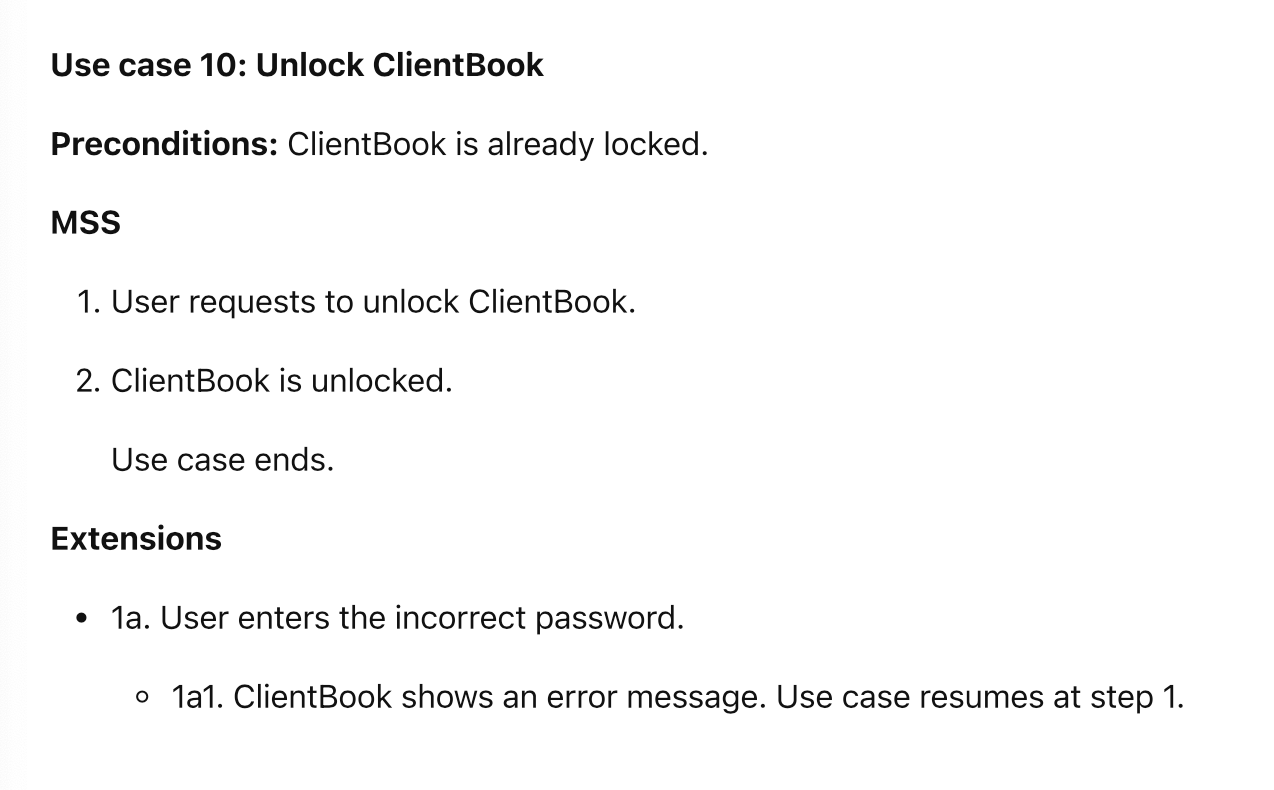 Use case 10: Unlock ClientBook
Preconditions: ClientBook is already locked.
MSS
1. User requests to unlock ClientBook.
2. ClientBook is unlocked.
Use case ends.
Extensions
• 1a. User enters the incorrect password.
◦ 1a1. ClientBook shows an error message. Use case resumes at step 1.